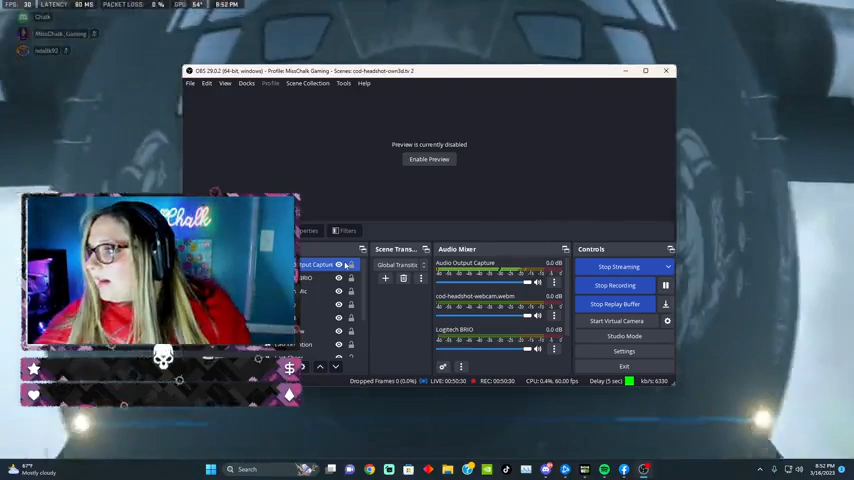 FPS: 30 LATENCY: 80 MS PACKET LOSS: % GPU: 54° 8:52 PM
Chalk
MissChalk_Gaming
OBS 29.0.2 (64-bit, windows) - Profile: MissChalk Gaming - Scenes: cod-headshot-own3d.tv 2
File Edit View Docks Profile Scene Collection Tools Help
Preview is currently disabled
Enable Preview
Chalk
Filters
Scene Trans... Audio Mixer Controls
Global Transitic
Audio Output Capture 0.0 dB
cod-headshot-webcam.webm 0.0 dB
Logitech BRIO 0.0 dB
Stop Streaming
Stop Recording
Stop Replay Buffer
Start Virtual Camera
Studio Mode
Settings
Exit
Dropped Frames 0 (0.0%) LIVE: 00:50:30 REC: 00:50:30 CPU: 0.4%, 60.00 fps Delay (5 sec) kb/s: 6330
67°F
Mostly cloudy
Search
8:52 PM
3/16/2023